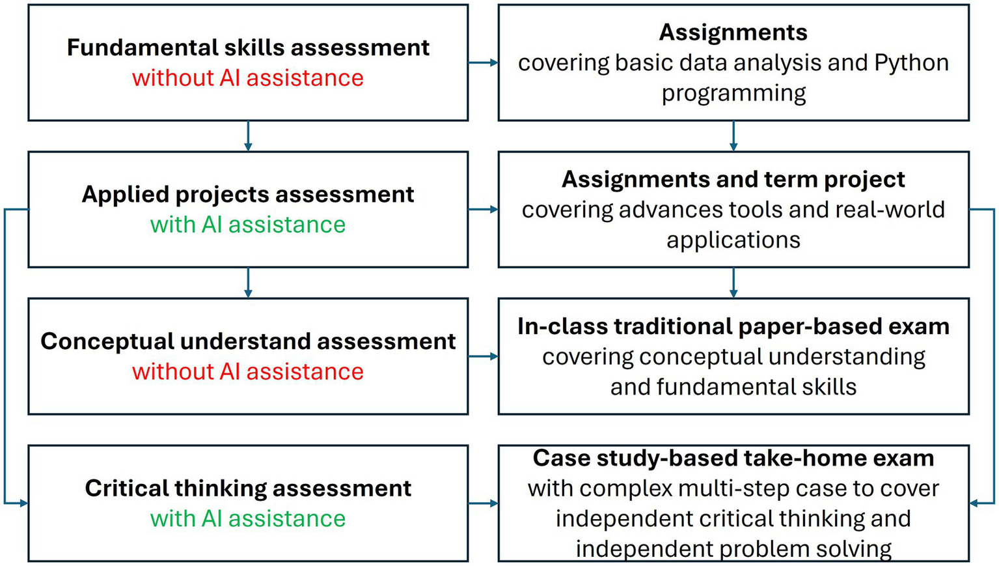 Fundamental skills assessment
without AI assistance
Assignments
covering basic data analysis and Python
programming
Applied projects assessment
with AI assistance
Assignments and term project
covering advances tools and real-world
applications
Conceptual understand assessment
without AI assistance
In-class traditional paper-based exam
covering conceptual understanding
and fundamental skills
Critical thinking assessment
with AI assistance
Case study-based take-home exam
with complex multi-step case to cover
independent critical thinking and
independent problem solving